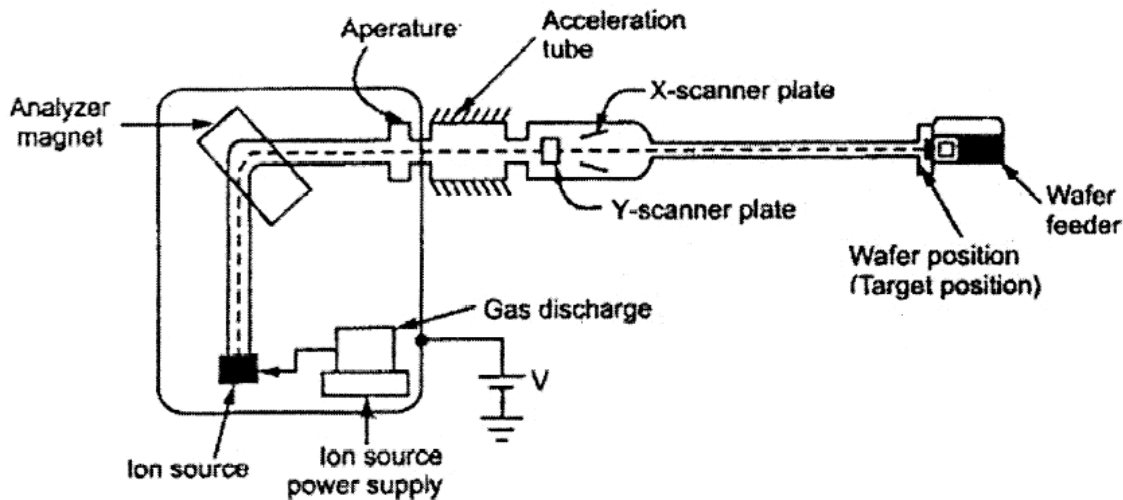 Aperature
Acceleration
tube
Analyzer
magnet
X-scanner plate
Y-scanner plate
Wafer
feeder
Wafer position
(Target position)
Gas discharge
V
Ion source
Ion source
power supply